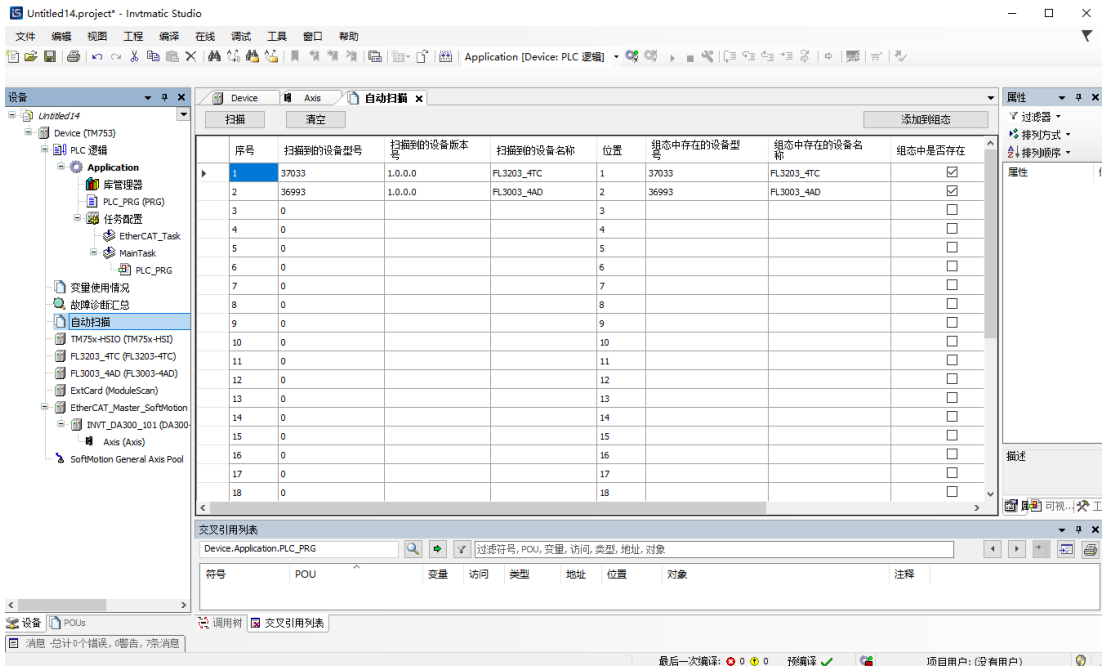 Untitled14.project* - Invtmatic Studio
文件 编辑 视图 工程 编译 在线 调试 工具 窗口 帮助
Application [Device: PLC 逻辑]
设备
Untitled14
Device (TM753)
PLC 逻辑
Application
库管理器
PLC_PRG (PRG)
任务配置
EtherCAT_Task
MainTask
PLC_PRG
变量使用情况
故障诊断汇总
自动扫描
TM75x-HSIO (TM75x-HSI)
FL3203_4TC (FL3203-4TC)
FL3003_4AD (FL3003-4AD)
ExtCard (ModuleScan)
EtherCAT_Master_SoftMotion
INVT_DA300_101 (DA300-
Axis (Axis)
SoftMotion General Axis Pool
设备 POUs
Device Axis 自动扫描
扫描 清空 添加到组态
序号 扫描到的设备型号 扫描到的设备版本号 扫描到的设备名称 位置 组态中存在的设备型号 组态中存在的设备名称 组态中是否存在
1 37033 1.0.0.0 FL3203_4TC 1 37033 FL3203_4TC
2 36993 1.0.0.0 FL3003_4AD 2 36993 FL3003_4AD
3 0 3
4 0 4
5 0 5
6 0 6
7 0 7
8 0 8
9 0 9
10 0 10
11 0 11
12 0 12
13 0 13
14 0 14
15 0 15
16 0 16
17 0 17
18 0 18
属性
过滤器
排列方式
排列顺序
属性
描述
属 可视... 工
交叉引用列表
Device.Application.PLC_PRG 过滤符号, POU, 变量, 访问, 类型, 地址, 对象
符号 POU 变量 访问 类型 地址 位置 对象 注释
调用树 交叉引用列表
消息 -总计0个错误, 0警告, 7条消息
最后一次编译: 0 0 预编译 项目用户: (没有用户)